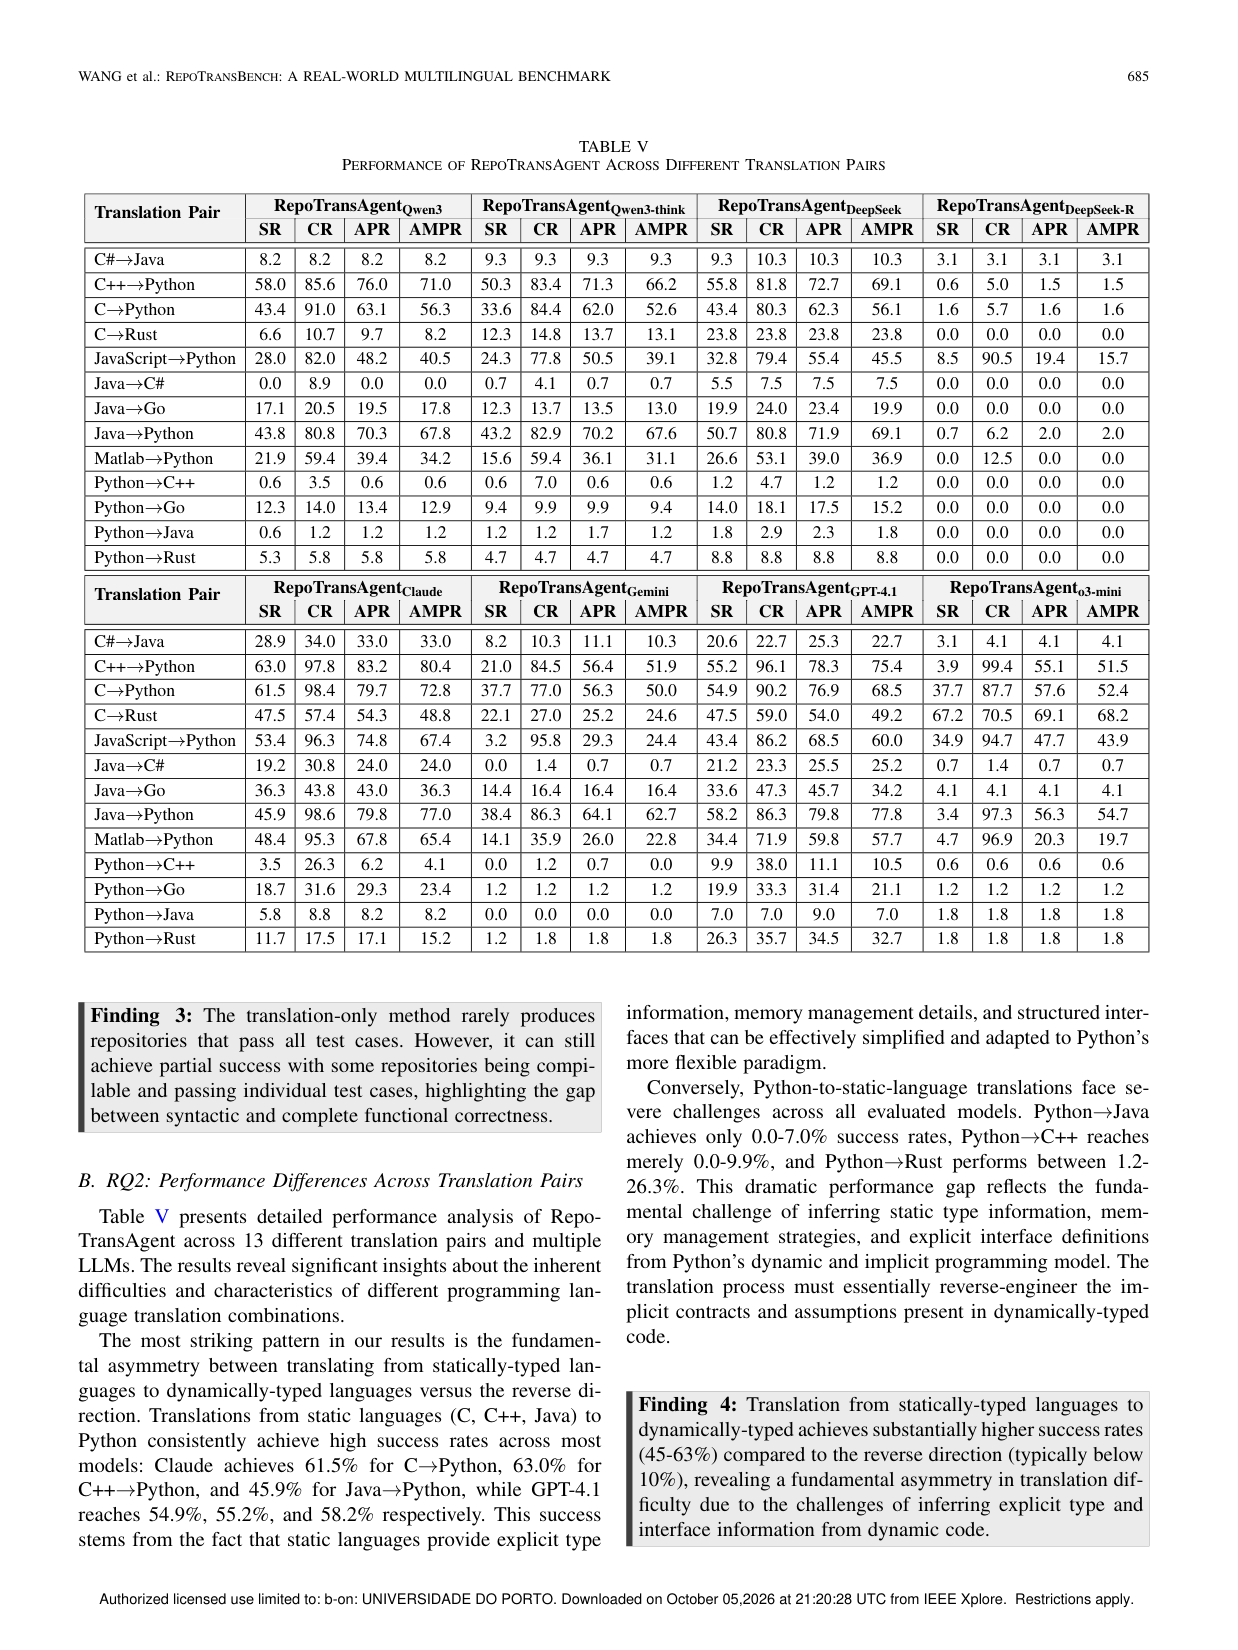 WANG et al.: REPOTRANSBENCH: A REAL-WORLD MULTILINGUAL BENCHMARK 685
TABLE V
PERFORMANCE OF REPOTRANSAGENT ACROSS DIFFERENT TRANSLATION PAIRS
Translation Pair RepoTransAgentQwen3 RepoTransAgentQwen3-think RepoTransAgentDeepSeek RepoTransAgentDeepSeek-R
SR CR APR AMPR SR CR APR AMPR SR CR APR AMPR SR CR APR AMPR
C#→Java 8.2 8.2 8.2 8.2 9.3 9.3 9.3 9.3 9.3 10.3 10.3 10.3 3.1 3.1 3.1 3.1
C++→Python 58.0 85.6 76.0 71.0 50.3 83.4 71.3 66.2 55.8 81.8 72.7 69.1 0.6 5.0 1.5 1.5
C→Python 43.4 91.0 63.1 56.3 33.6 84.4 62.0 52.6 43.4 80.3 62.3 56.1 1.6 5.7 1.6 1.6
C→Rust 6.6 10.7 9.7 8.2 12.3 14.8 13.7 13.1 23.8 23.8 23.8 23.8 0.0 0.0 0.0 0.0
JavaScript→Python 28.0 82.0 48.2 40.5 24.3 77.8 50.5 39.1 32.8 79.4 55.4 45.5 8.5 90.5 19.4 15.7
Java→C# 0.0 8.9 0.0 0.0 0.7 4.1 0.7 0.7 5.5 7.5 7.5 7.5 0.0 0.0 0.0 0.0
Java→Go 17.1 20.5 19.5 17.8 12.3 13.7 13.5 13.0 19.9 24.0 23.4 19.9 0.0 0.0 0.0 0.0
Java→Python 43.8 80.8 70.3 67.8 43.2 82.9 70.2 67.6 50.7 80.8 71.9 69.1 0.7 6.2 2.0 2.0
Matlab→Python 21.9 59.4 39.4 34.2 15.6 59.4 36.1 31.1 26.6 53.1 39.0 36.9 0.0 12.5 0.0 0.0
Python→C++ 0.6 3.5 0.6 0.6 0.6 7.0 0.6 0.6 1.2 4.7 1.2 1.2 0.0 0.0 0.0 0.0
Python→Go 12.3 14.0 13.4 12.9 9.4 9.9 9.9 9.4 14.0 18.1 17.5 15.2 0.0 0.0 0.0 0.0
Python→Java 0.6 1.2 1.2 1.2 1.2 1.2 1.7 1.2 1.8 2.9 2.3 1.8 0.0 0.0 0.0 0.0
Python→Rust 5.3 5.8 5.8 5.8 4.7 4.7 4.7 4.7 8.8 8.8 8.8 8.8 0.0 0.0 0.0 0.0
Translation Pair RepoTransAgentClaude RepoTransAgentGemini RepoTransAgentGPT-4.1 RepoTransAgento3-mini
SR CR APR AMPR SR CR APR AMPR SR CR APR AMPR SR CR APR AMPR
C#→Java 28.9 34.0 33.0 33.0 8.2 10.3 11.1 10.3 20.6 22.7 25.3 22.7 3.1 4.1 4.1 4.1
C++→Python 63.0 97.8 83.2 80.4 21.0 84.5 56.4 51.9 55.2 96.1 78.3 75.4 3.9 99.4 55.1 51.5
C→Python 61.5 98.4 79.7 72.8 37.7 77.0 56.3 50.0 54.9 90.2 76.9 68.5 37.7 87.7 57.6 52.4
C→Rust 47.5 57.4 54.3 48.8 22.1 27.0 25.2 24.6 47.5 59.0 54.0 49.2 67.2 70.5 69.1 68.2
JavaScript→Python 53.4 96.3 74.8 67.4 3.2 95.8 29.3 24.4 43.4 86.2 68.5 60.0 34.9 94.7 47.7 43.9
Java→C# 19.2 30.8 24.0 24.0 0.0 1.4 0.7 0.7 21.2 23.3 25.5 25.2 0.7 1.4 0.7 0.7
Java→Go 36.3 43.8 43.0 36.3 14.4 16.4 16.4 16.4 33.6 47.3 45.7 34.2 4.1 4.1 4.1 4.1
Java→Python 45.9 98.6 79.8 77.0 38.4 86.3 64.1 62.7 58.2 86.3 79.8 77.8 3.4 97.3 56.3 54.7
Matlab→Python 48.4 95.3 67.8 65.4 14.1 35.9 26.0 22.8 34.4 71.9 59.8 57.7 4.7 96.9 20.3 19.7
Python→C++ 3.5 26.3 6.2 4.1 0.0 1.2 0.7 0.0 9.9 38.0 11.1 10.5 0.6 0.6 0.6 0.6
Python→Go 18.7 31.6 29.3 23.4 1.2 1.2 1.2 1.2 19.9 33.3 31.4 21.1 1.2 1.2 1.2 1.2
Python→Java 5.8 8.8 8.2 8.2 0.0 0.0 0.0 0.0 7.0 7.0 9.0 7.0 1.8 1.8 1.8 1.8
Python→Rust 11.7 17.5 17.1 15.2 1.2 1.8 1.8 1.8 26.3 35.7 34.5 32.7 1.8 1.8 1.8 1.8
Finding 3: The translation-only method rarely produces
repositories that pass all test cases. However, it can still
achieve partial success with some repositories being compi-
lable and passing individual test cases, highlighting the gap
between syntactic and complete functional correctness.
B. RQ2: Performance Differences Across Translation Pairs
Table V presents detailed performance analysis of Repo-
TransAgent across 13 different translation pairs and multiple
LLMs. The results reveal significant insights about the inherent
difficulties and characteristics of different programming lan-
guage translation combinations.
The most striking pattern in our results is the fundamen-
tal asymmetry between translating from statically-typed lan-
guages to dynamically-typed languages versus the reverse di-
rection. Translations from static languages (C, C++, Java) to
Python consistently achieve high success rates across most
models: Claude achieves 61.5% for C→Python, 63.0% for
C++→Python, and 45.9% for Java→Python, while GPT-4.1
reaches 54.9%, 55.2%, and 58.2% respectively. This success
stems from the fact that static languages provide explicit type
information, memory management details, and structured inter-
faces that can be effectively simplified and adapted to Python's
more flexible paradigm.
Conversely, Python-to-static-language translations face se-
vere challenges across all evaluated models. Python→Java
achieves only 0.0-7.0% success rates, Python→C++ reaches
merely 0.0-9.9%, and Python→Rust performs between 1.2-
26.3%. This dramatic performance gap reflects the funda-
mental challenge of inferring static type information, mem-
ory management strategies, and explicit interface definitions
from Python's dynamic and implicit programming model. The
translation process must essentially reverse-engineer the im-
plicit contracts and assumptions present in dynamically-typed
code.
Finding 4: Translation from statically-typed languages to
dynamically-typed achieves substantially higher success rates
(45-63%) compared to the reverse direction (typically below
10%), revealing a fundamental asymmetry in translation dif-
ficulty due to the challenges of inferring explicit type and
interface information from dynamic code.
Authorized licensed use limited to: b-on: UNIVERSIDADE DO PORTO. Downloaded on October 05,2026 at 21:20:28 UTC from IEEE Xplore. Restrictions apply.